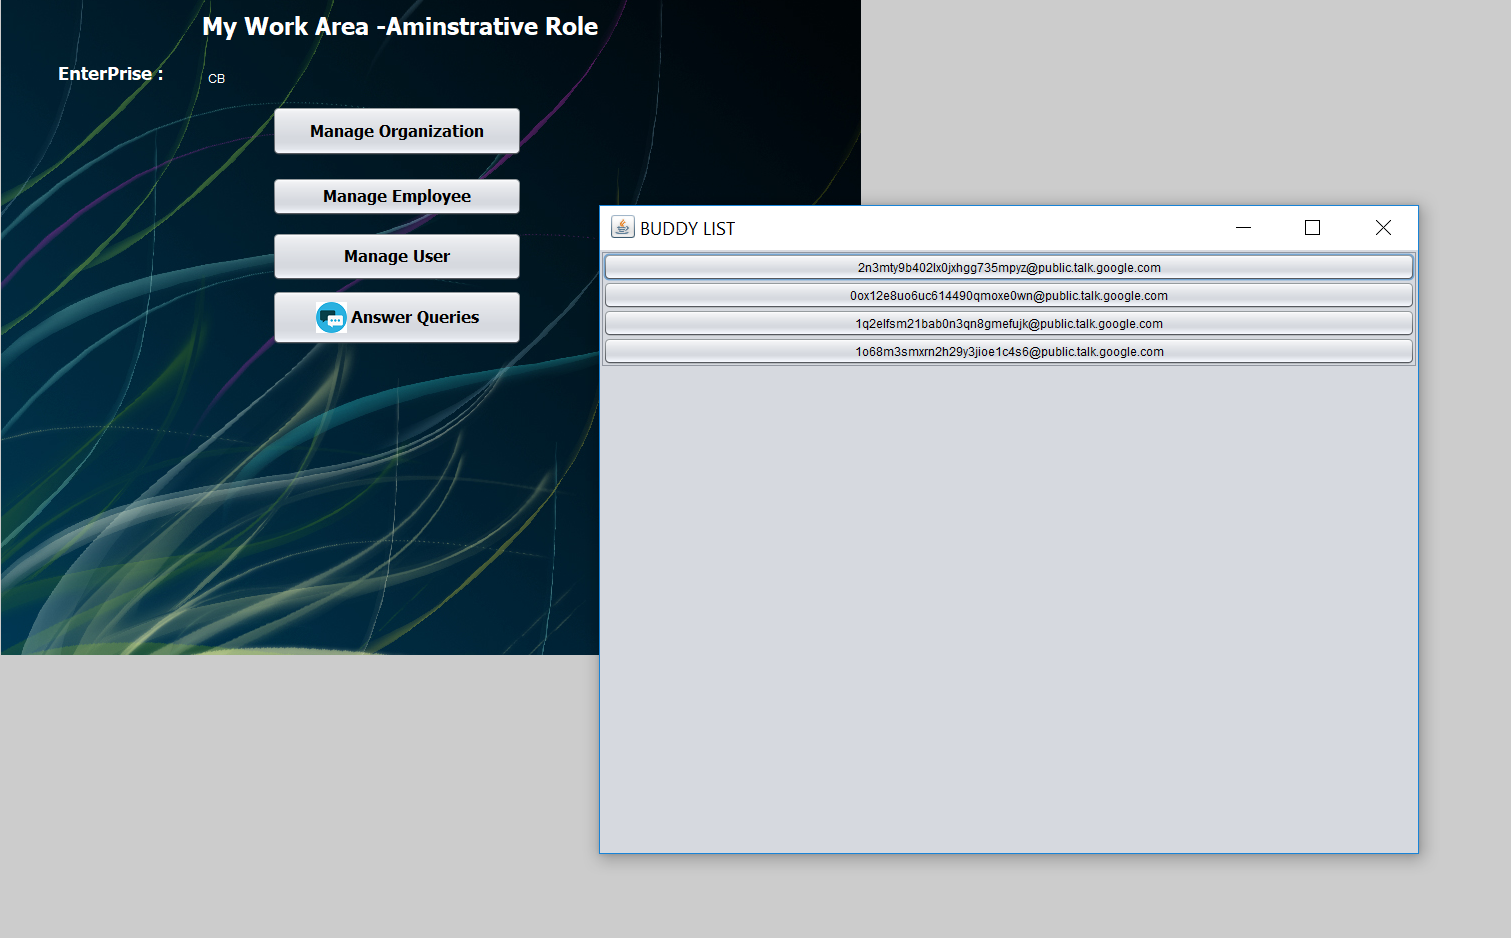 My Work Area -Aminstrative Role
EnterPrise :
CB
Manage Organization
Manage Employee
Manage User
Answer Queries
BUDDY LIST
2n3mty9b402lx0jxhgg735mpyz@public.talk.google.com
0ox12e8uo6uc614490qmoxe0wn@public.talk.google.com
1q2elfsm21bab0n3qn8gmefujk@public.talk.google.com
1o68m3smxrn2h29y3jioe1c4s6@public.talk.google.com